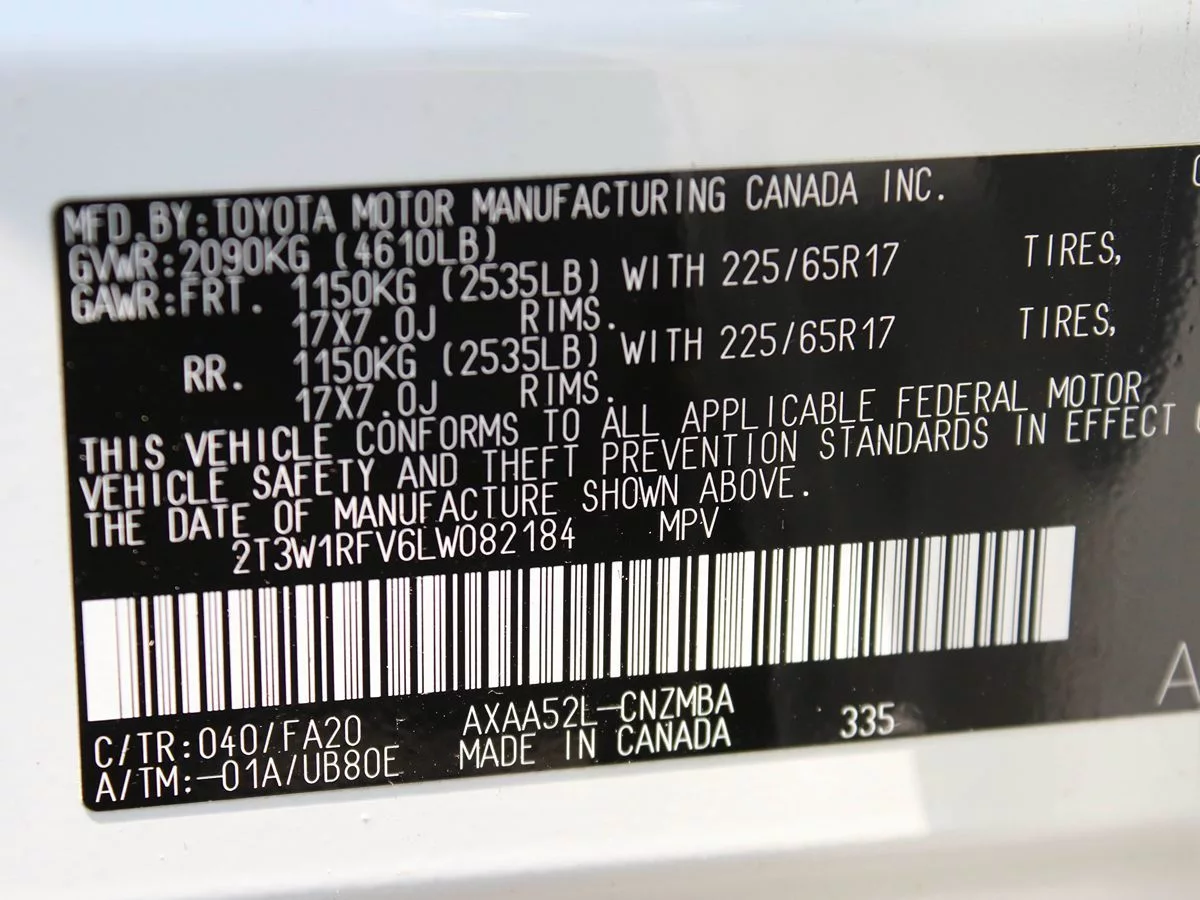 MFD.BY:TOYOTA MOTOR MANUFACTURING CANADA INC.
GVWR:2090KG (4610LB)
GAWR:FRT. 1150KG (2535LB) WITH 225/65R17 TIRES,
17X7.0J RIMS.
RR. 1150KG (2535LB) WITH 225/65R17 TIRES,
17X7.0J RIMS.
THIS VEHICLE CONFORMS TO ALL APPLICABLE FEDERAL MOTOR
VEHICLE SAFETY AND THEFT PREVENTION STANDARDS IN EFFECT
THE DATE OF MANUFACTURE SHOWN ABOVE.
2T3W1RFV6LW082184 MPV
C/TR:040/FA20 AXAA52L-CNZMBA 335
A/TM:-01A/UB80E MADE IN CANADA